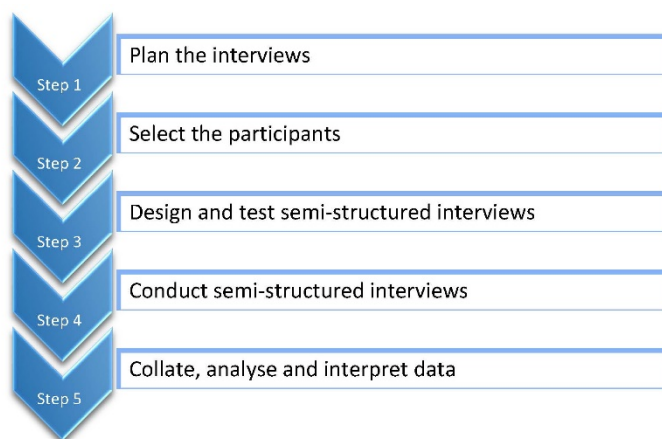 Plan the interviews
Step 1
Select the participants
Step 2
Design and test semi-structured interviews
Step 3
Conduct semi-structured interviews
Step 4
Collate, analyse and interpret data
Step 5